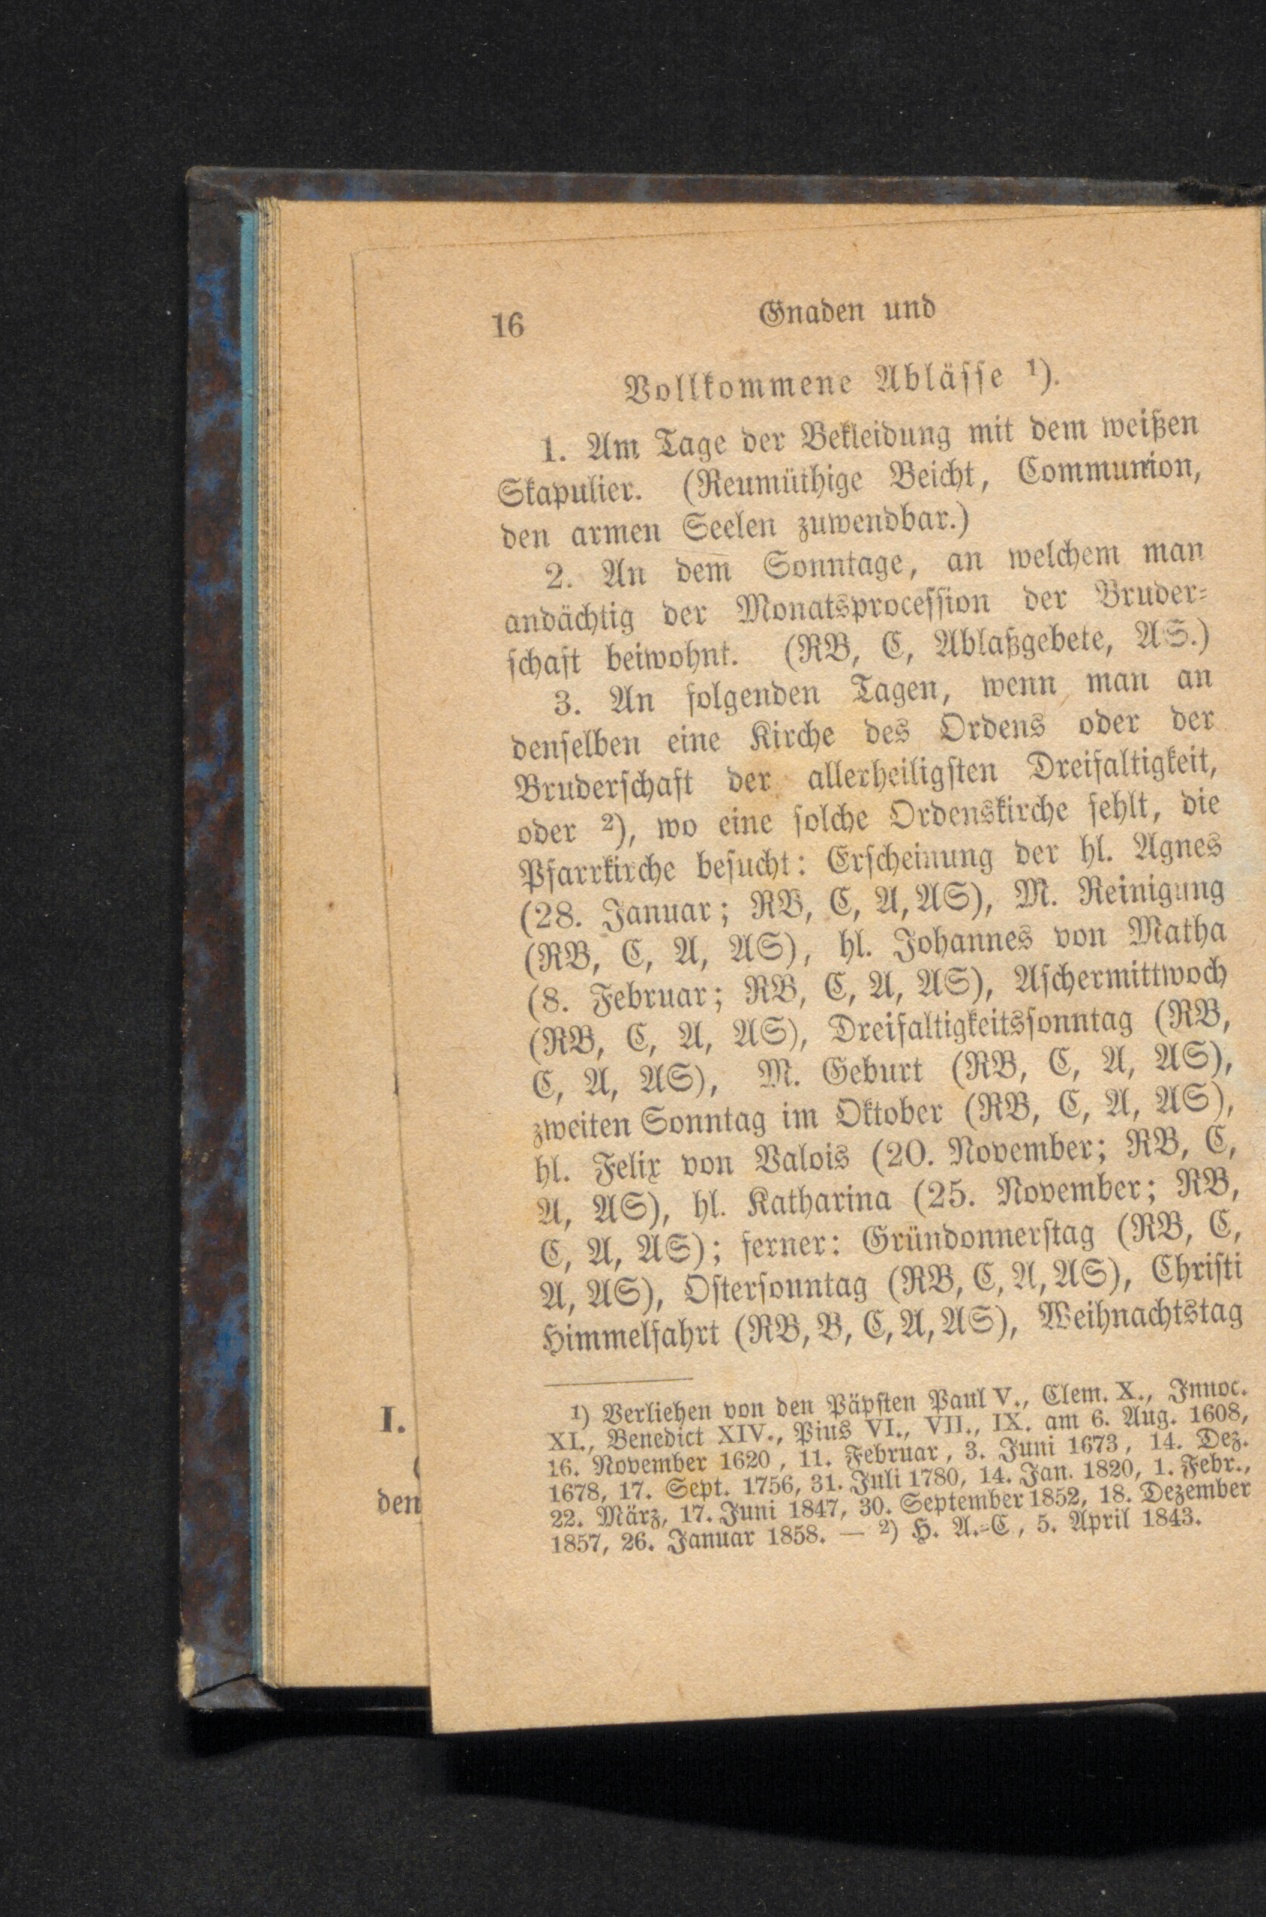 16
Gnaden und
Vollkommene Ablässe ¹).
1. Am Tage der Bekleidung mit dem weißen
Skapulier. (Reumüthige Beicht, Communion,
den armen Seelen zuwendbar.)
2. An dem Sonntage, an welchem man
andächtig der Monatsprocession der Bruder-
schaft beiwohnt. (RB, C, Ablaßgebete, AS.)
3. An folgenden Tagen, wenn man an
denselben eine Kirche des Ordens oder der
Bruderschaft der allerheiligsten Dreifaltigkeit,
oder ²), wo eine solche Ordenskirche fehlt, die
Pfarrkirche besucht: Erscheinung der hl. Agnes
(28. Januar; RB, C, A, AS), M. Reinigung
(RB, C, A, AS), hl. Johannes von Matha
(8. Februar; RB, C, A, AS), Aschermittwoch
(RB, C, A, AS), Dreifaltigkeitssonntag (RB,
C, A, AS), M. Geburt (RB, C, A, AS),
zweiten Sonntag im Oktober (RB, C, A, AS),
hl. Felix von Valois (20. November; RB, C,
A, AS), hl. Katharina (25. November; RB,
C, A, AS); ferner: Gründonnerstag (RB, C,
A, AS), Ostersonntag (RB, C, A, AS), Christi
Himmelfahrt (RB, B, C, A, AS), Weihnachtstag
¹) Verliehen von den Päpsten Paul V., Clem. X., Innoc.
XI., Benedict XIV., Pius VI., VII., IX. am 6. Aug. 1608,
16. November 1620, 11. Februar, 3. Juni 1673, 14. Dez.
1678, 17. Sept. 1756, 31. Juli 1780, 14. Jan. 1820, 1. Febr.,
22. März, 17. Juni 1847, 30. September 1852, 18. Dezember
1857, 26. Januar 1858. — ²) H. A.-C, 5. April 1843.
I.
den